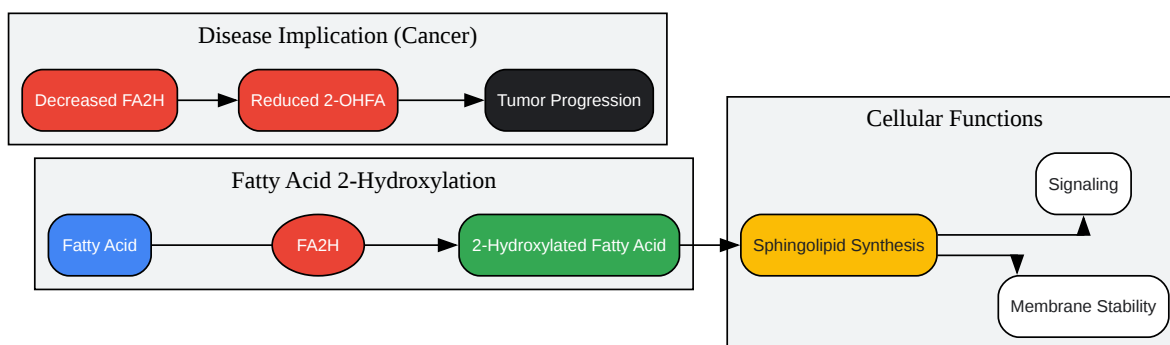 Disease Implication (Cancer)
Decreased FA2H
Reduced 2-OHFA
Tumor Progression
Fatty Acid 2-Hydroxylation
Fatty Acid
FA2H
2-Hydroxylated Fatty Acid
Cellular Functions
Sphingolipid Synthesis
Signaling
Membrane Stability